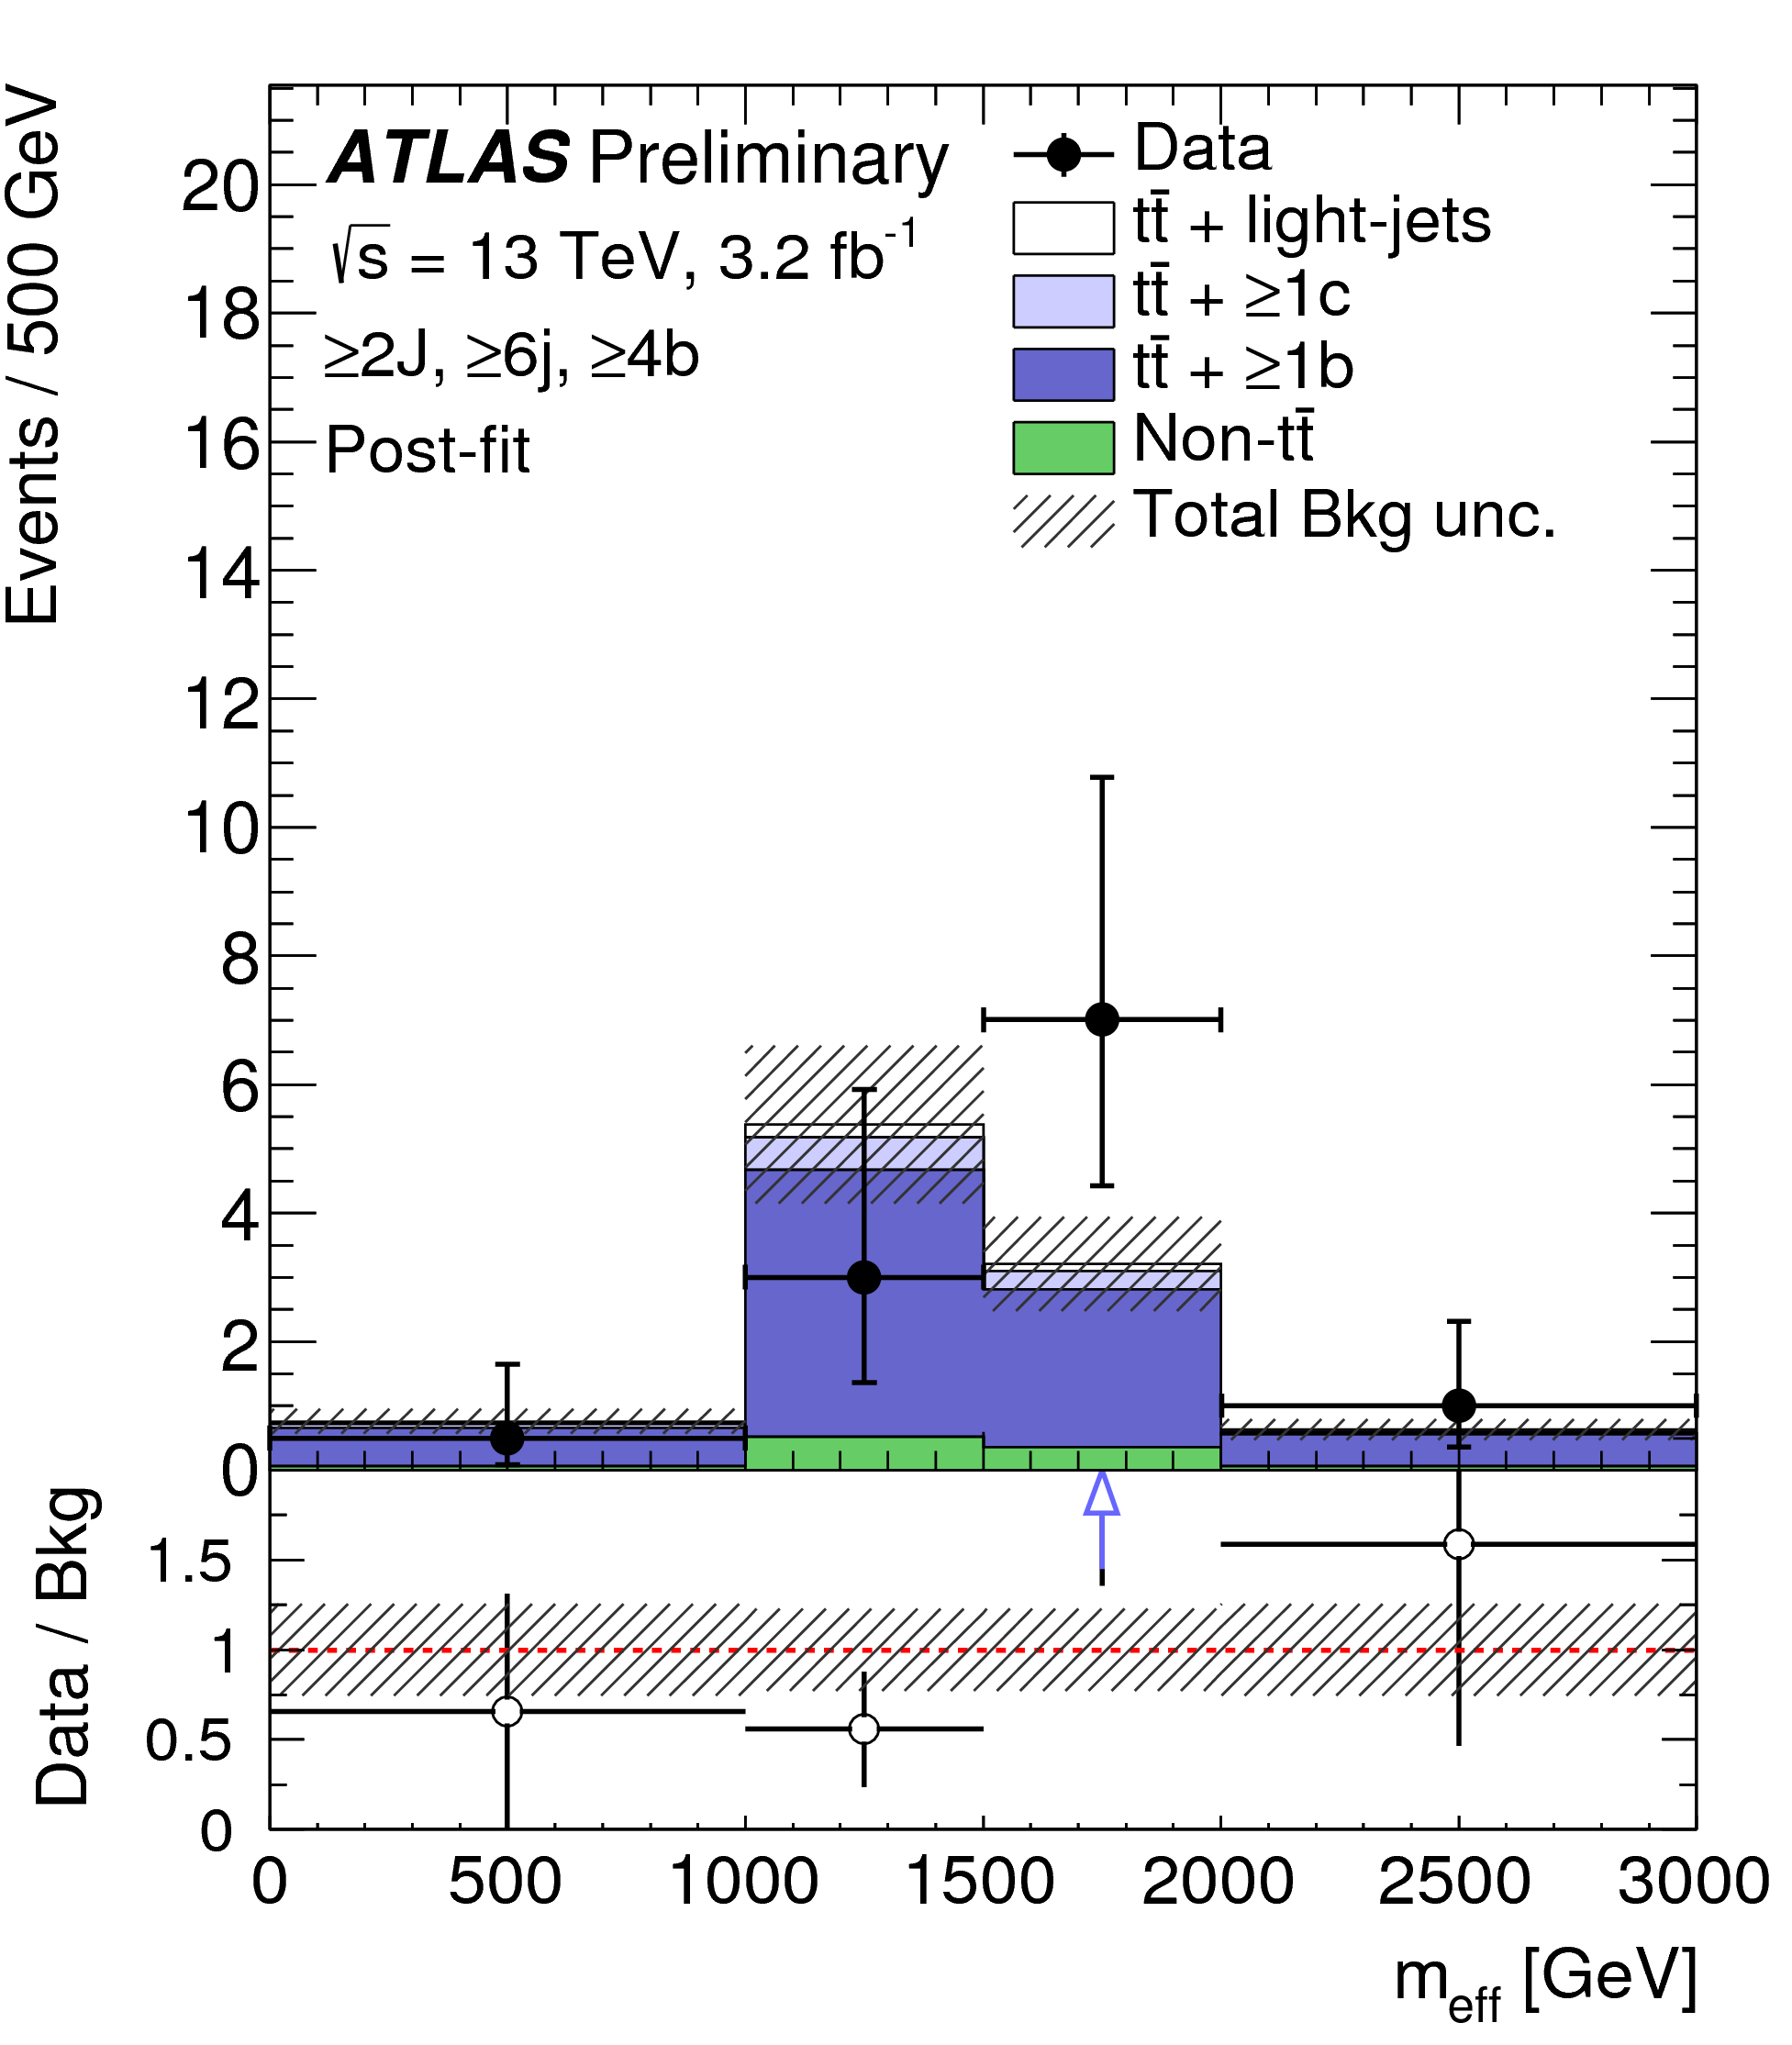 Events / 500 GeV
20
18
16
14
12
10
8
6
4
2
0
ATLAS Preliminary
√s = 13 TeV, 3.2 fb⁻¹
≥2J, ≥6j, ≥4b
Post-fit
Data
tt̄ + light-jets
tt̄ + ≥1c
tt̄ + ≥1b
Non-tt̄
Total Bkg unc.
Data / Bkg
1.5
1
0.5
0
0 500 1000 1500 2000 2500 3000
m_eff [GeV]